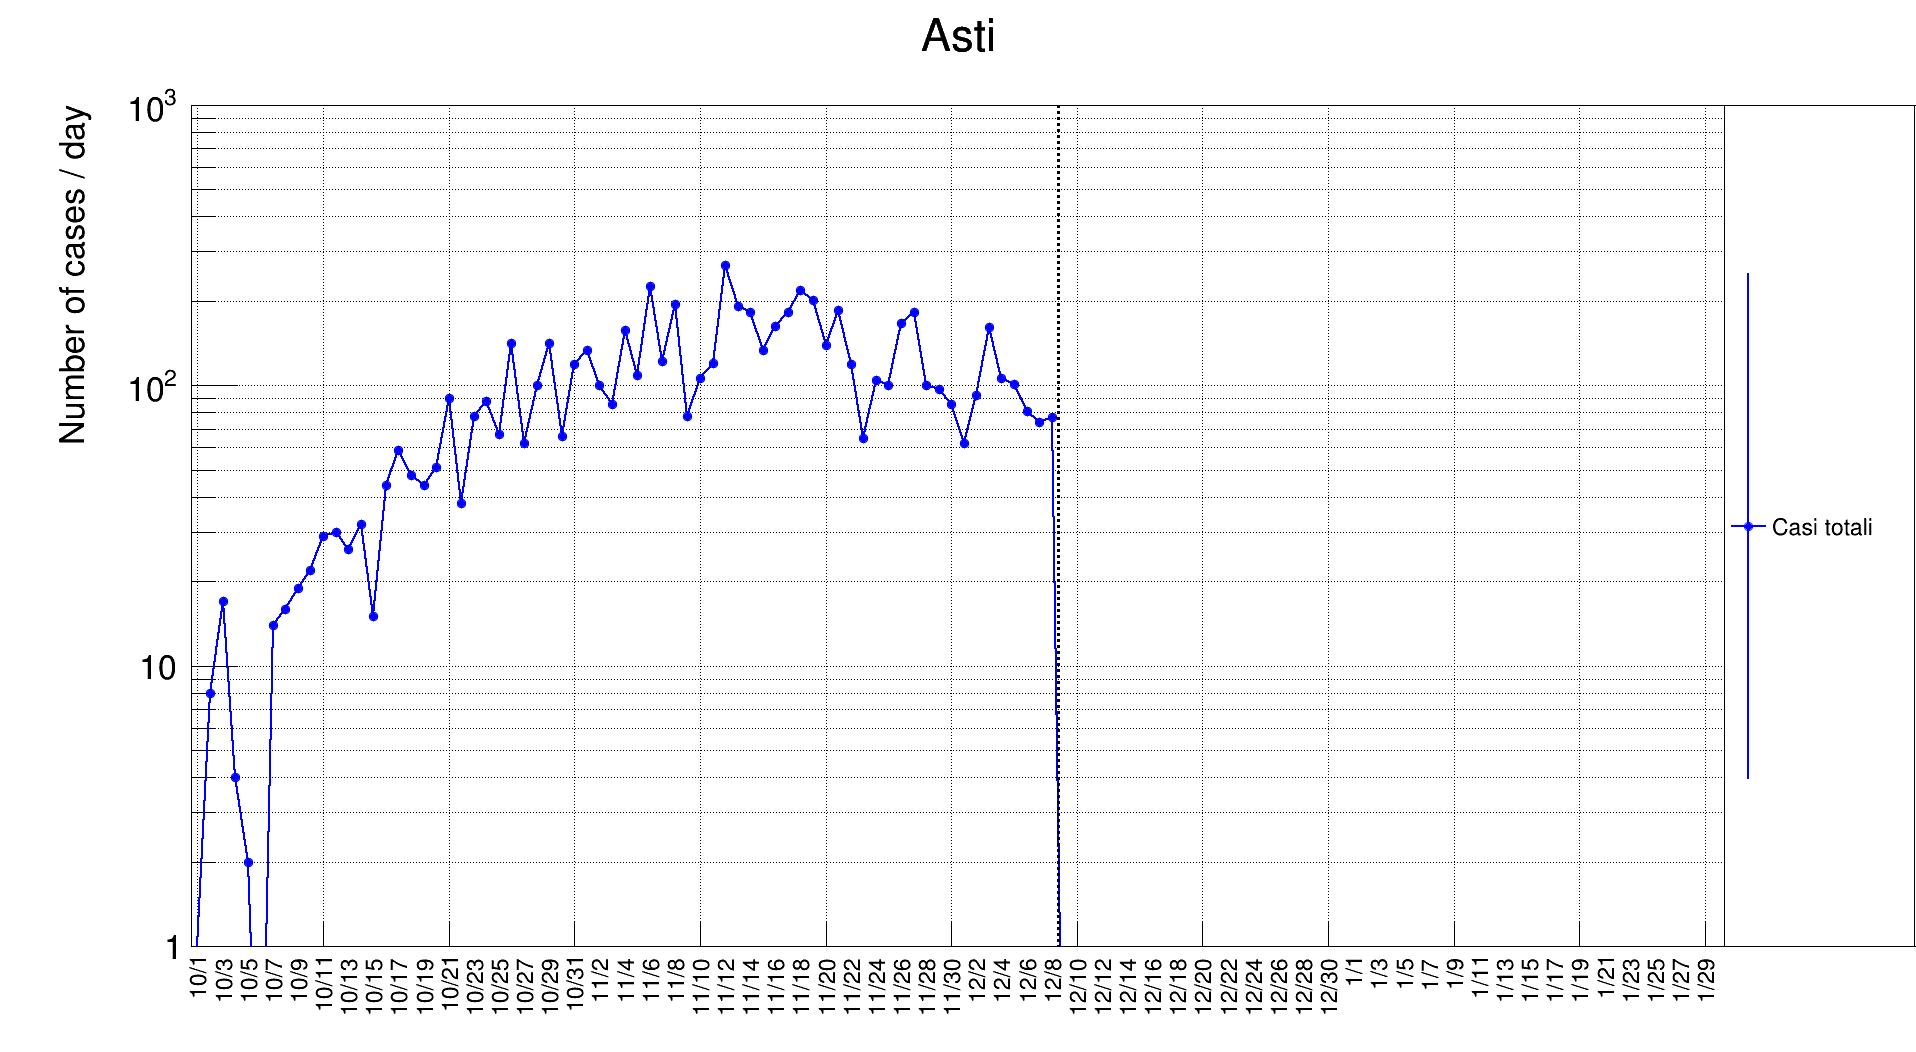 Asti
Number of cases / day
10³
10²
10
1
10/1 10/3 10/5 10/7 10/9 10/11 10/13 10/15 10/17 10/19 10/21 10/23 10/25 10/27 10/29 10/31 11/2 11/4 11/6 11/8 11/10 11/12 11/14 11/16 11/18 11/20 11/22 11/24 11/26 11/28 11/30 12/2 12/4 12/6 12/8 12/10 12/12 12/14 12/16 12/18 12/20 12/22 12/24 12/26 12/28 12/30 1/1 1/3 1/5 1/7 1/9 1/11 1/13 1/15 1/17 1/19 1/21 1/23 1/25 1/27 1/29
Casi totali